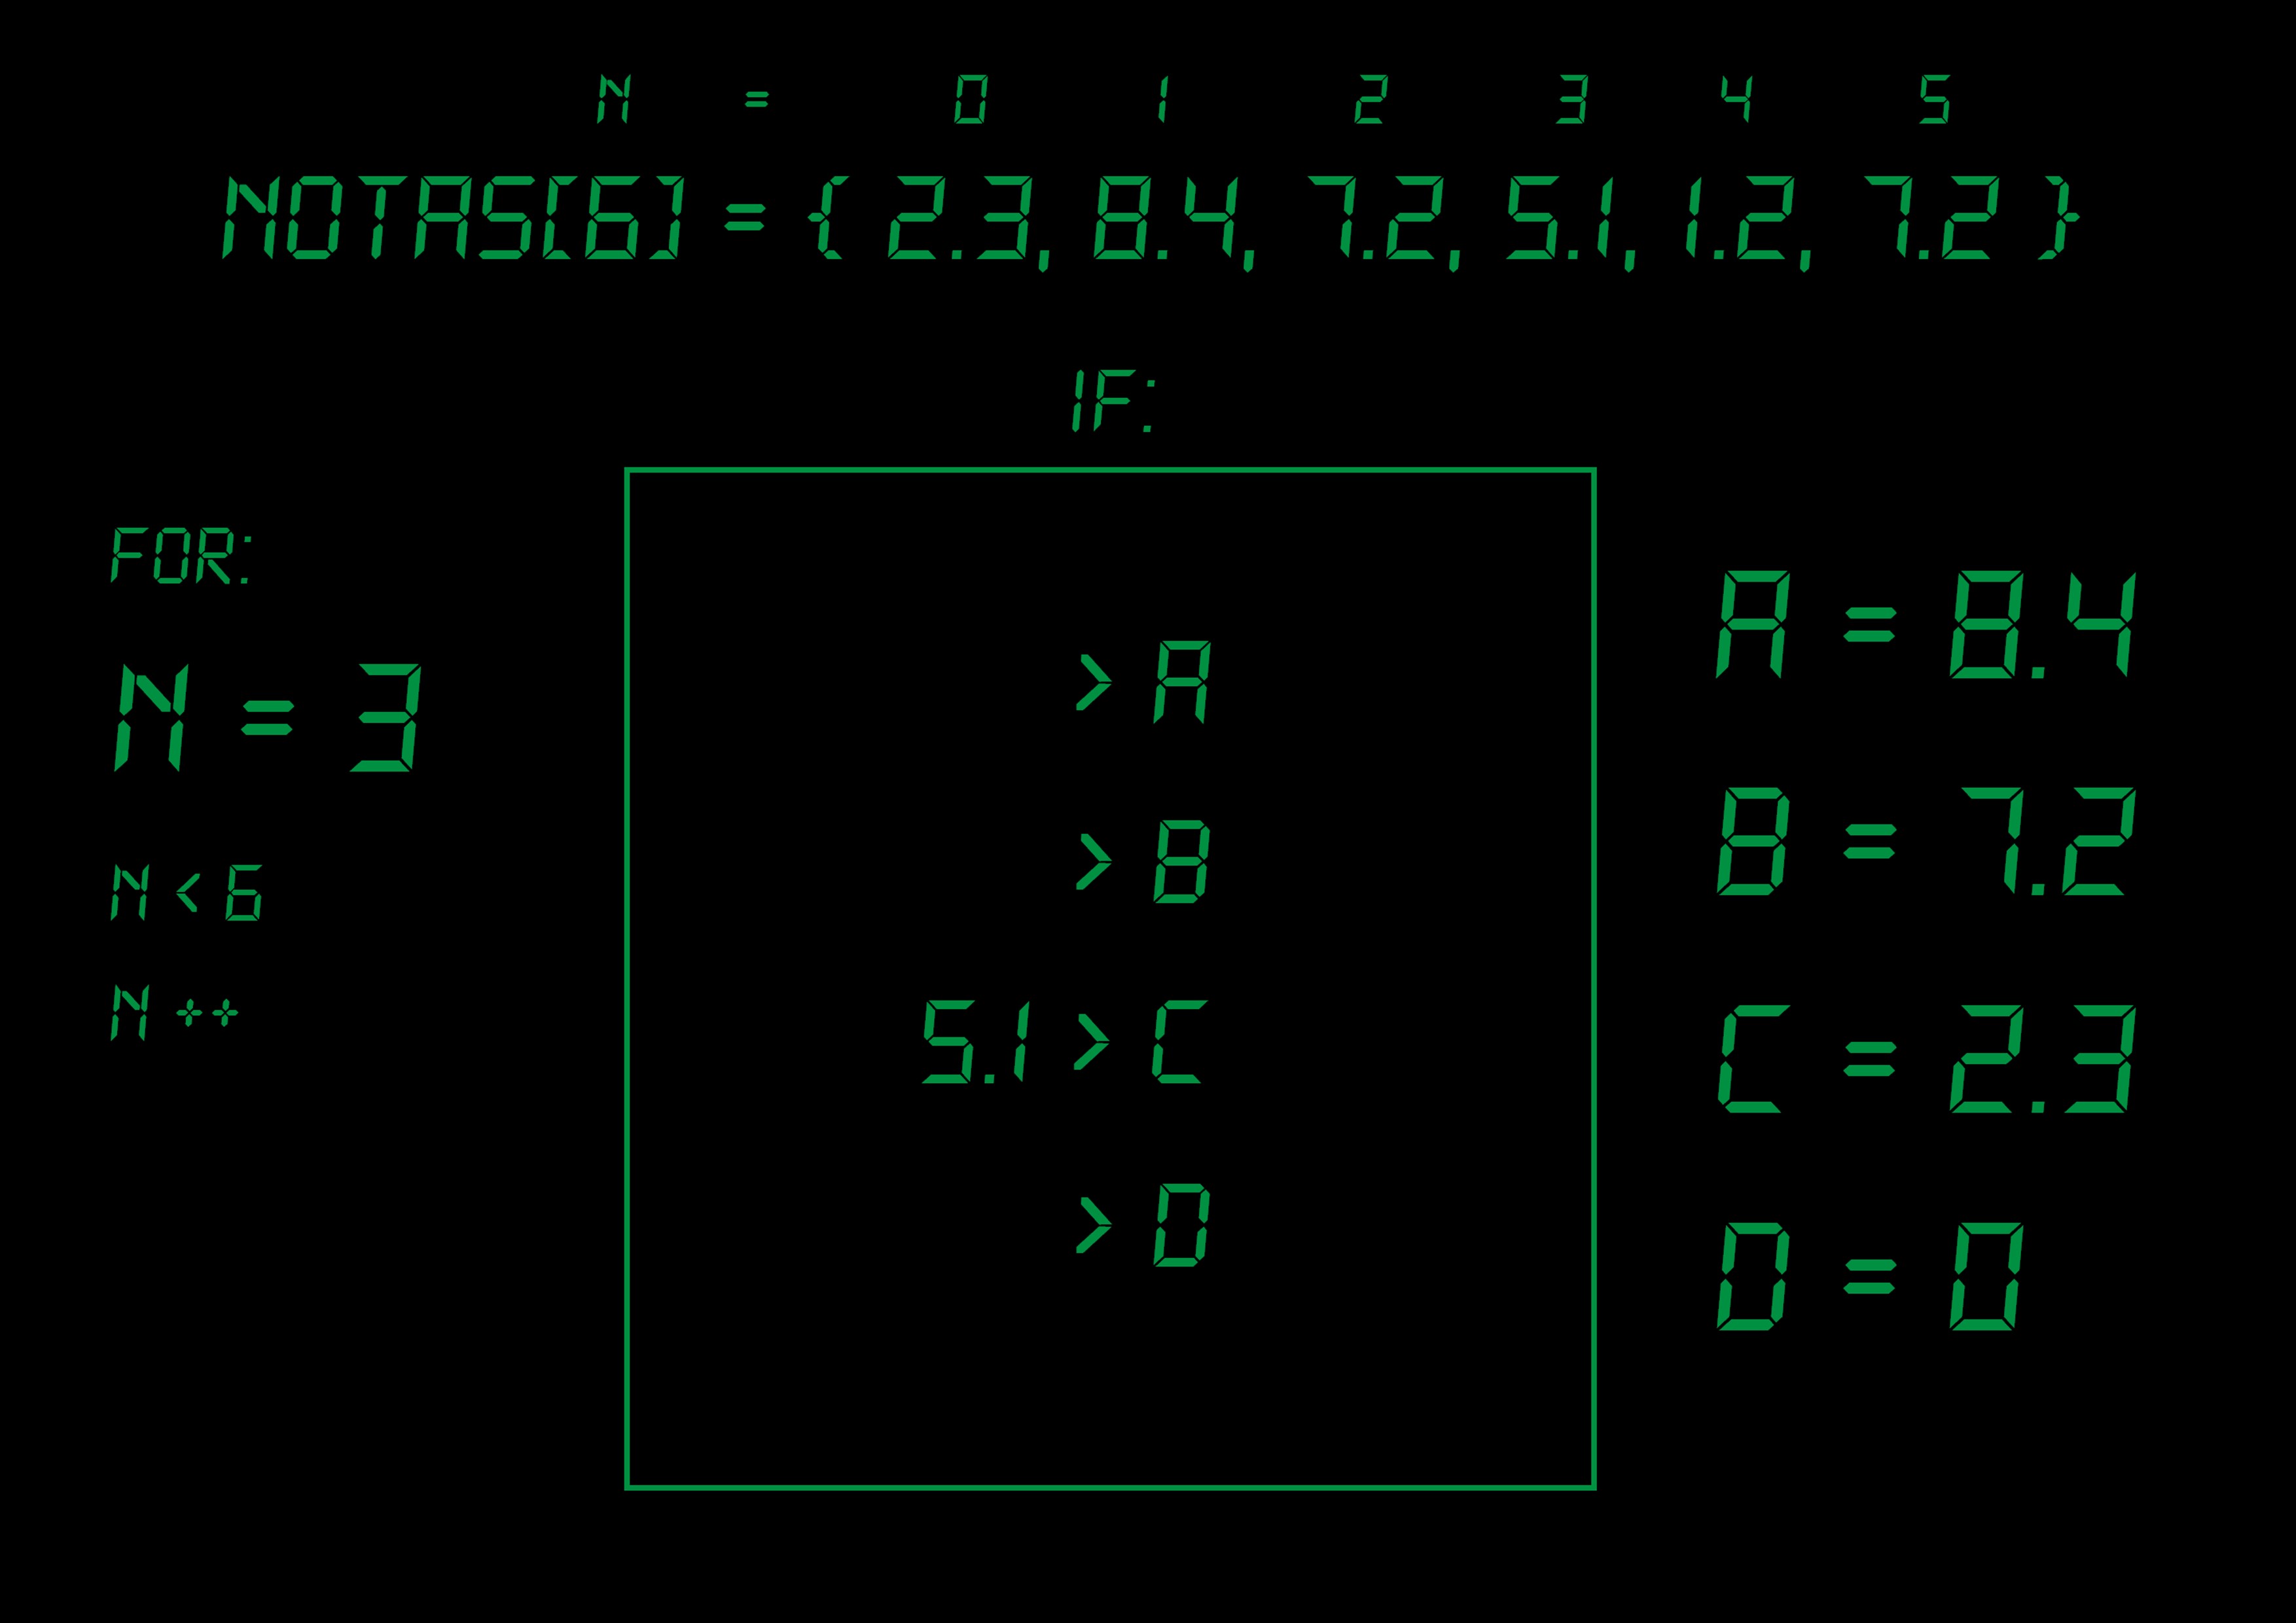 N = 0 1 2 3 4 5
NOTAS[6] = { 2.3, 8.4, 7.2, 5.1, 1.2, 7.2 }
IF:
FOR:
N = 3
N < 6
N ++
> A
> B
5.1 > C
> D
A = 8.4
B = 7.2
C = 2.3
D = 0